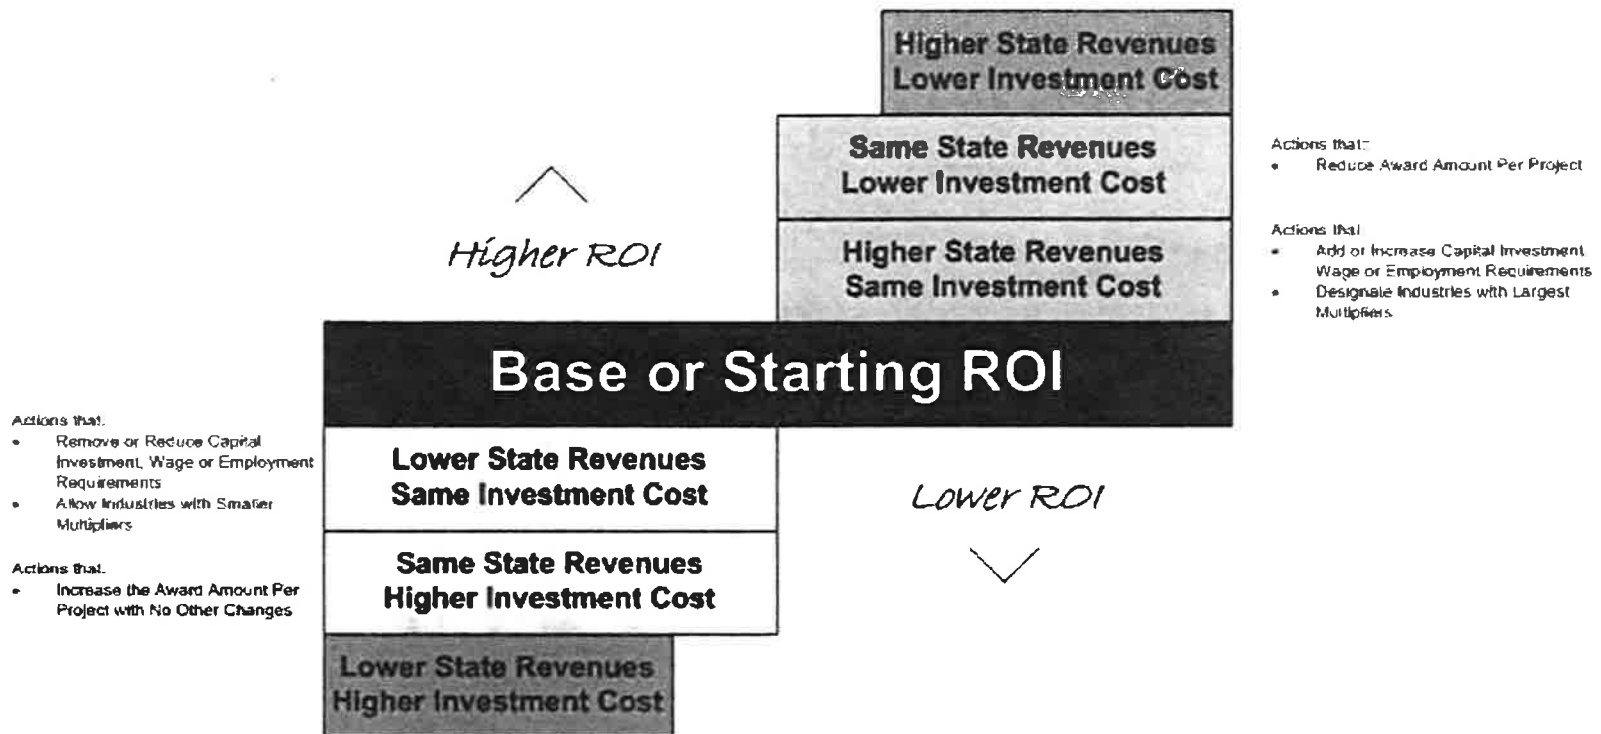 Higher State Revenues
Lower Investment Cost
Same State Revenues
Lower Investment Cost
Actions that:
• Reduce Award Amount Per Project
Higher ROI
Higher State Revenues
Same Investment Cost
Actions that
• Add or Increase Capital Investment
Wage or Employment Requirements
• Designate Industries with Largest
Multipliers
Base or Starting ROI
Actions that:
• Remove or Reduce Capital
Investment, Wage or Employment
Requirements
• Allow Industries with Smaller
Multipliers
Lower State Revenues
Same Investment Cost
Lower ROI
Actions that:
• Increase the Award Amount Per
Project with No Other Changes
Same State Revenues
Higher Investment Cost
Lower State Revenues
Higher Investment Cost